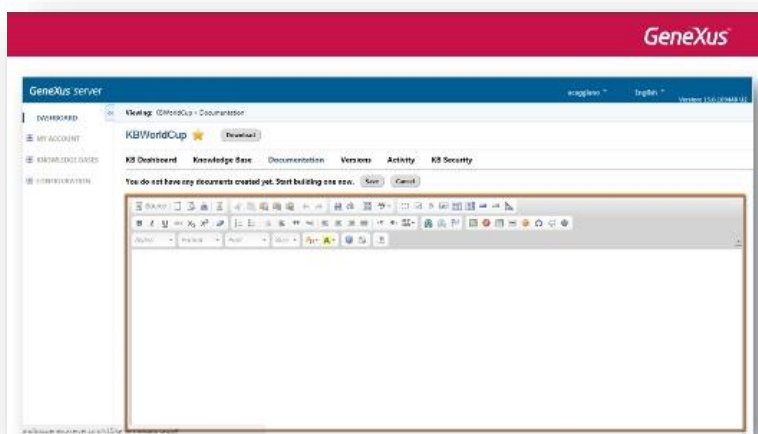 GeneXus
GeneXus server
acaggiano English
DASHBOARD
Viewing: KBWorldCup > Documentation
MY ACCOUNT
KBWorldCup Download
KNOWLEDGE BASES
KB Dashboard Knowledge Base Documentation Versions Activity KB Security
CONFIGURATION
You do not have any documents created yet. Start building one now. Save Cancel
Source
B I U